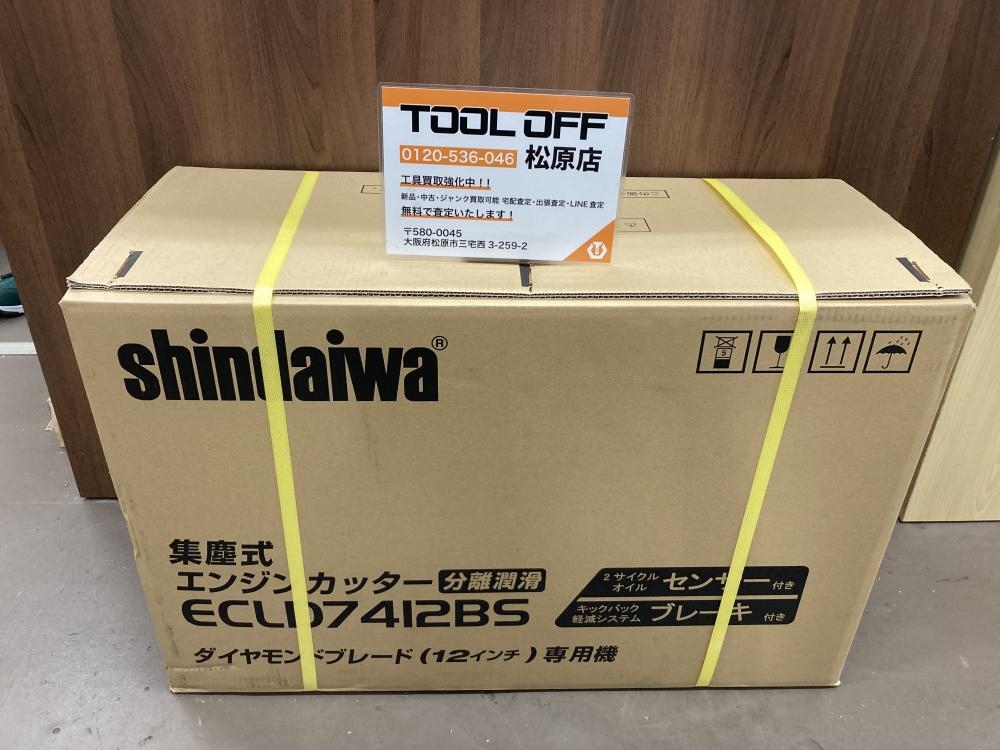 TOOL OFF
0120-536-046 松原店
工具買取強化中!!
新品・中古・ジャンク買取可能 宅配査定・出張査定・LINE査定
無料で査定いたします!
〒580-0045
大阪府松原市三宅西 3-259-2
shindaiwa®
5
集塵式
エンジンカッター 分離潤滑
ECLD7412BS
2サイクル
オイル センサー付き
キックバック
軽減システム ブレーキ付き
ダイヤモンドブレード(12インチ)専用機